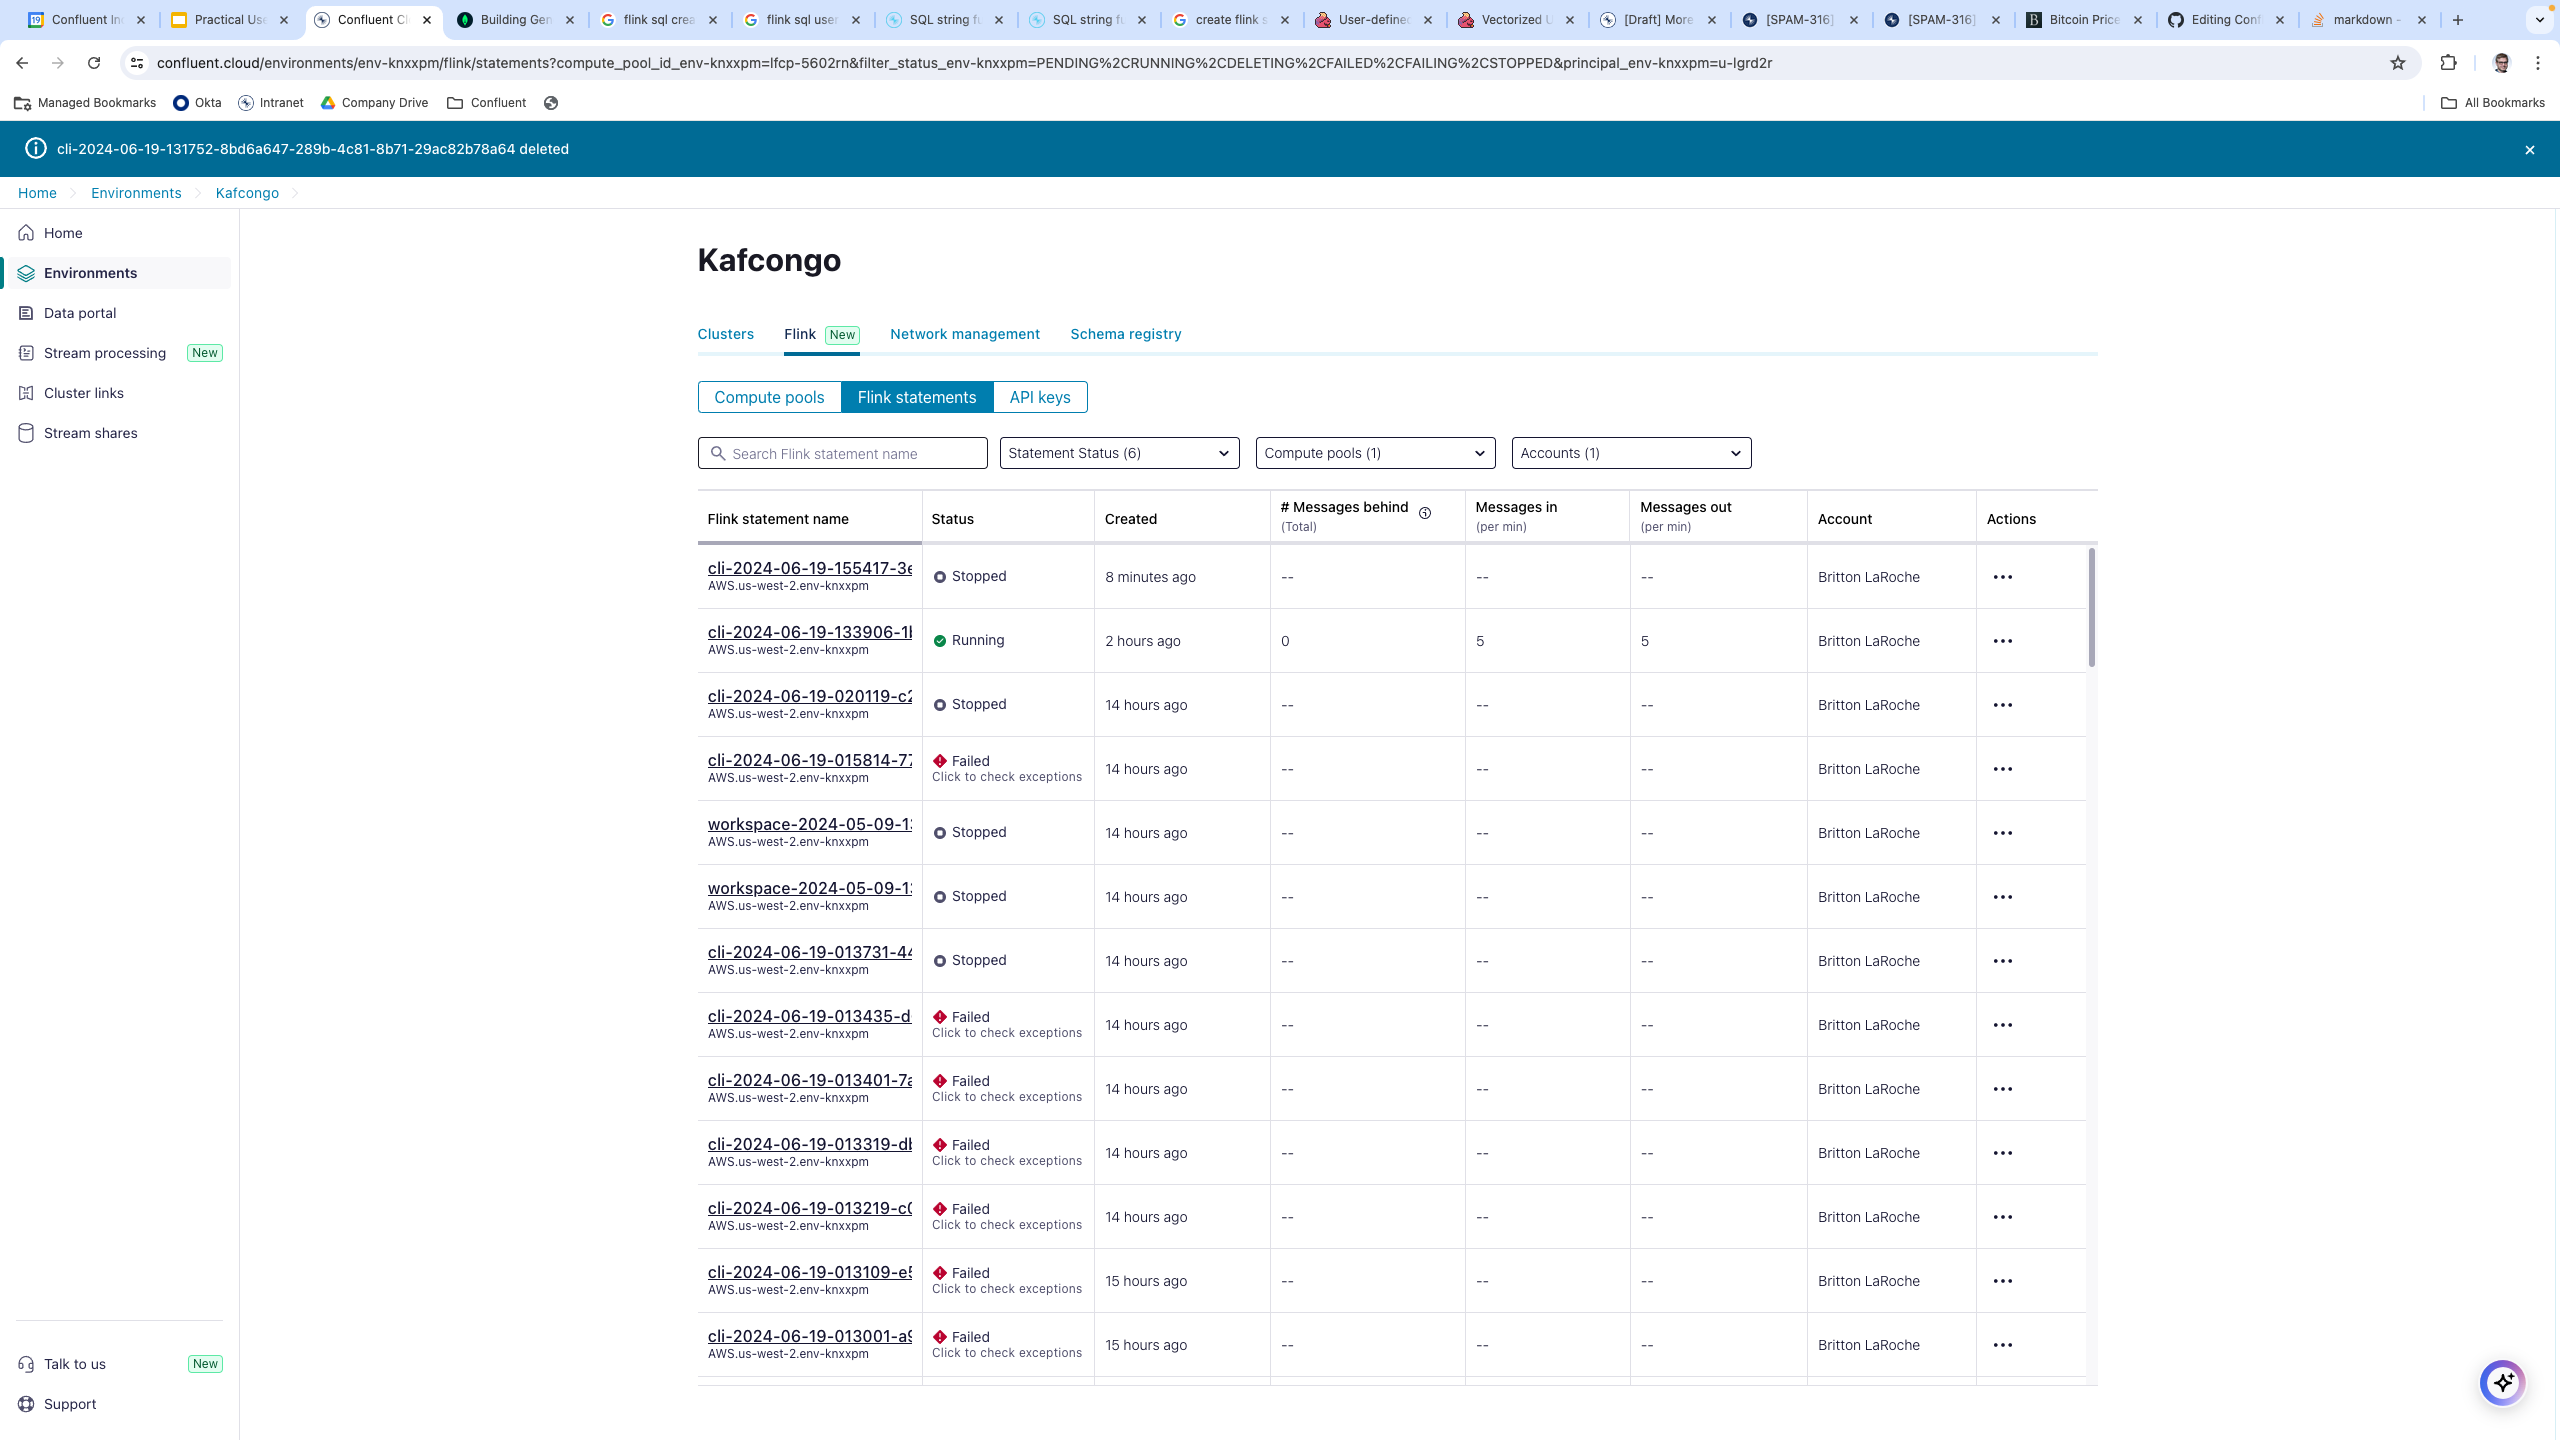 Confluent In
Practical Use
Confluent Cl
Building Gen
flink sql crea
flink sql user
SQL string fu
SQL string fu
create flink s
User-defined
Vectorized U
[Draft] More
[SPAM-316]
[SPAM-316]
Bitcoin Price
Editing Conf
markdown -
confluent.cloud/environments/env-knxxpm/flink/statements?compute_pool_id_env-knxxpm=lfcp-5602rn&filter_status_env-knxxpm=PENDING%2CRUNNING%2CDELETING%2CFAILED%2CFAILING%2CSTOPPED&principal_env-knxxpm=u-lgrd2r
Managed Bookmarks Okta Intranet Company Drive Confluent All Bookmarks
cli-2024-06-19-131752-8bd6a647-289b-4c81-8b71-29ac82b78a64 deleted
Home Environments Kafcongo
Home
Environments
Data portal
Stream processing New
Cluster links
Stream shares
Talk to us New
Support
Kafcongo
Clusters Flink New Network management Schema registry
Compute pools Flink statements API keys
Search Flink statement name Statement Status (6) Compute pools (1) Accounts (1)
Flink statement name Status Created # Messages behind (Total) Messages in (per min) Messages out (per min) Account Actions
cli-2024-06-19-155417-3e Stopped 8 minutes ago -- -- -- Britton LaRoche
AWS.us-west-2.env-knxxpm
cli-2024-06-19-133906-1b Running 2 hours ago 0 5 5 Britton LaRoche
AWS.us-west-2.env-knxxpm
cli-2024-06-19-020119-c2 Stopped 14 hours ago -- -- -- Britton LaRoche
AWS.us-west-2.env-knxxpm
cli-2024-06-19-015814-77 Failed 14 hours ago -- -- -- Britton LaRoche
AWS.us-west-2.env-knxxpm Click to check exceptions
workspace-2024-05-09-13 Stopped 14 hours ago -- -- -- Britton LaRoche
AWS.us-west-2.env-knxxpm
workspace-2024-05-09-13 Stopped 14 hours ago -- -- -- Britton LaRoche
AWS.us-west-2.env-knxxpm
cli-2024-06-19-013731-44 Stopped 14 hours ago -- -- -- Britton LaRoche
AWS.us-west-2.env-knxxpm
cli-2024-06-19-013435-d Failed 14 hours ago -- -- -- Britton LaRoche
AWS.us-west-2.env-knxxpm Click to check exceptions
cli-2024-06-19-013401-7a Failed 14 hours ago -- -- -- Britton LaRoche
AWS.us-west-2.env-knxxpm Click to check exceptions
cli-2024-06-19-013319-db Failed 14 hours ago -- -- -- Britton LaRoche
AWS.us-west-2.env-knxxpm Click to check exceptions
cli-2024-06-19-013219-c0 Failed 14 hours ago -- -- -- Britton LaRoche
AWS.us-west-2.env-knxxpm Click to check exceptions
cli-2024-06-19-013109-e5 Failed 15 hours ago -- -- -- Britton LaRoche
AWS.us-west-2.env-knxxpm Click to check exceptions
cli-2024-06-19-013001-a9 Failed 15 hours ago -- -- -- Britton LaRoche
AWS.us-west-2.env-knxxpm Click to check exceptions